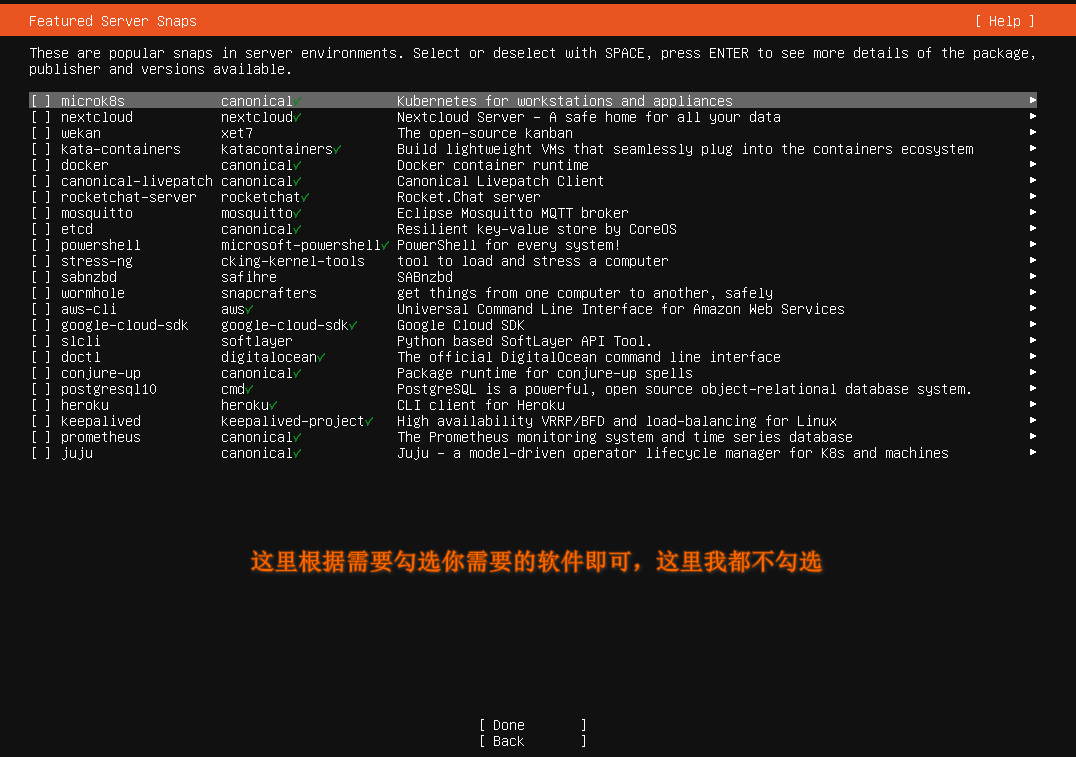 Featured Server Snaps [ Help ]
These are popular snaps in server environments. Select or deselect with SPACE, press ENTER to see more details of the package,
publisher and versions available.
[ ] microk8s canonical✓ Kubernetes for workstations and appliances ▸
[ ] nextcloud nextcloud✓ Nextcloud Server - A safe home for all your data ▸
[ ] wekan xet7 The open-source kanban ▸
[ ] kata-containers katacontainers✓ Build lightweight VMs that seamlessly plug into the containers ecosystem ▸
[ ] docker canonical✓ Docker container runtime ▸
[ ] canonical-livepatch canonical✓ Canonical Livepatch Client ▸
[ ] rocketchat-server rocketchat✓ Rocket.Chat server ▸
[ ] mosquitto mosquitto✓ Eclipse Mosquitto MQTT broker ▸
[ ] etcd canonical✓ Resilient key-value store by CoreOS ▸
[ ] powershell microsoft-powershell✓ PowerShell for every system! ▸
[ ] stress-ng cking-kernel-tools tool to load and stress a computer ▸
[ ] sabnzbd safihre SABnzbd ▸
[ ] wormhole snapcrafters get things from one computer to another, safely ▸
[ ] aws-cli aws✓ Universal Command Line Interface for Amazon Web Services ▸
[ ] google-cloud-sdk google-cloud-sdk✓ Google Cloud SDK ▸
[ ] slcli softlayer Python based SoftLayer API Tool. ▸
[ ] doctl digitalocean✓ The official DigitalOcean command line interface ▸
[ ] conjure-up canonical✓ Package runtime for conjure-up spells ▸
[ ] postgresql10 cmd✓ PostgreSQL is a powerful, open source object-relational database system. ▸
[ ] heroku heroku✓ CLI client for Heroku ▸
[ ] keepalived keepalived-project✓ High availability VRRP/BFD and load-balancing for Linux ▸
[ ] prometheus canonical✓ The Prometheus monitoring system and time series database ▸
[ ] juju canonical✓ Juju - a model-driven operator lifecycle manager for K8s and machines ▸
这里根据需要勾选你需要的软件即可，这里我都不勾选
[ Done ]
[ Back ]